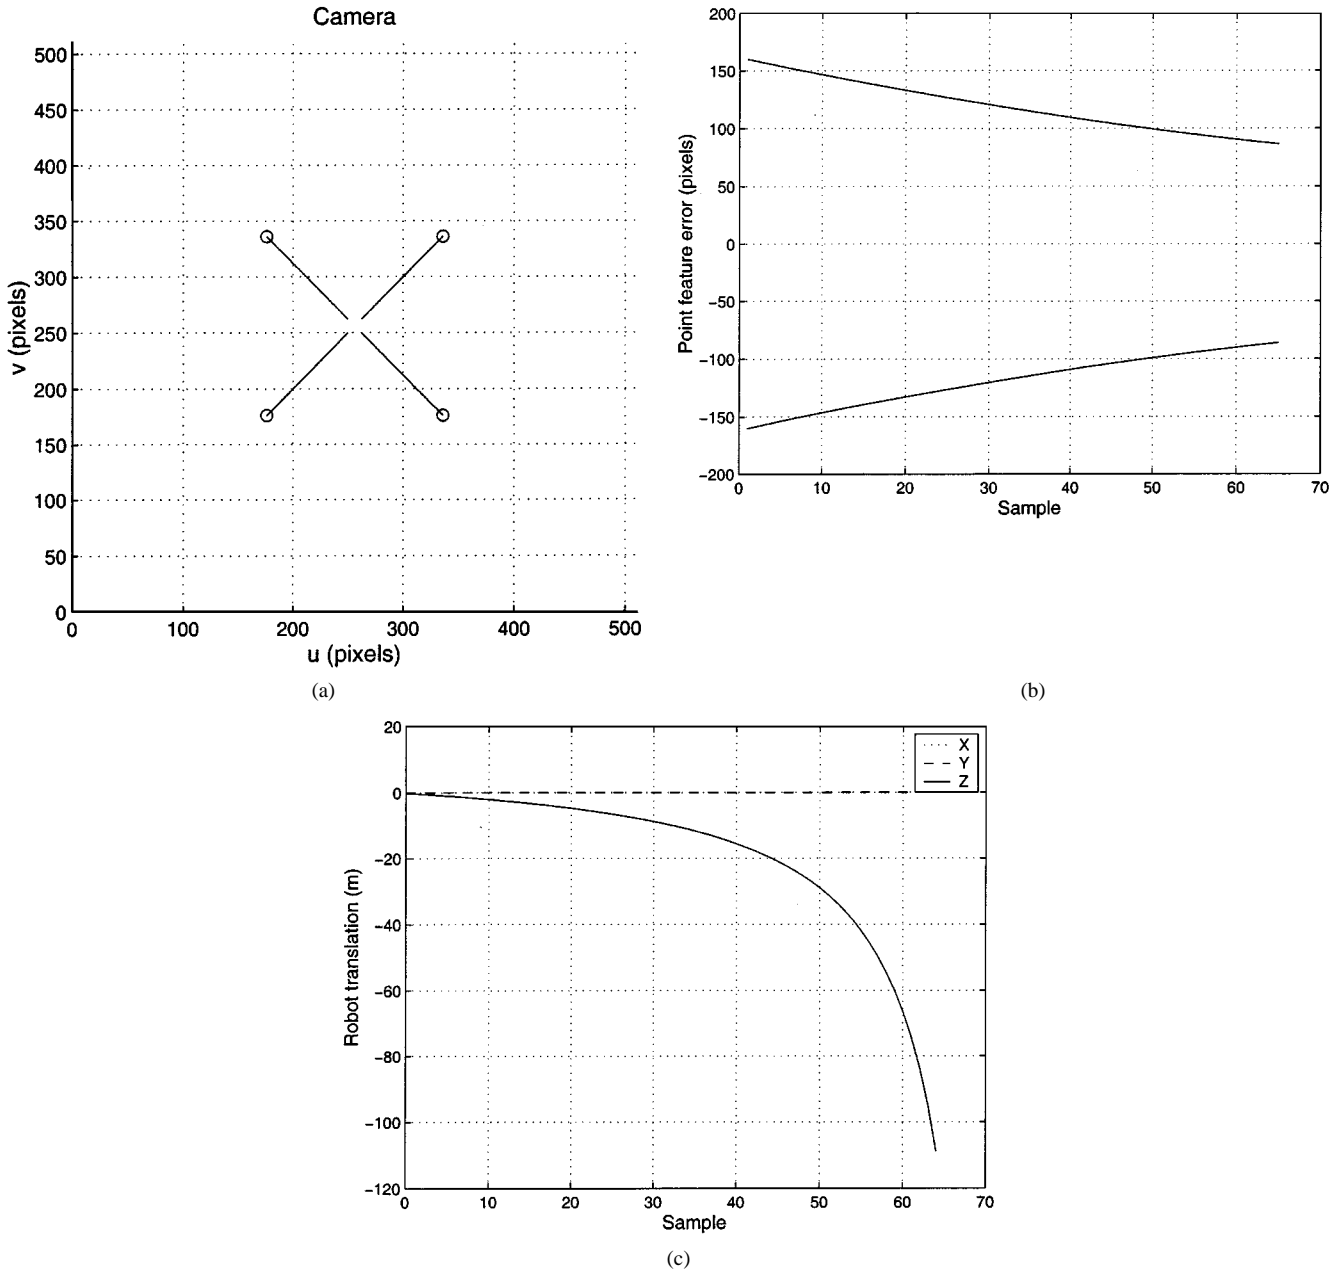 Camera
500
450
400
350
300
250
200
150
100
50
0
v (pixels)
0 100 200 300 400 500
u (pixels)
(a)
200
150
100
50
0
−50
−100
−150
−200
Point feature error (pixels)
0 10 20 30 40 50 60 70
Sample
(b)
20
0
−20
−40
−60
−80
−100
−120
Robot translation (m)
X
Y
Z
0 10 20 30 40 50 60 70
Sample
(c)